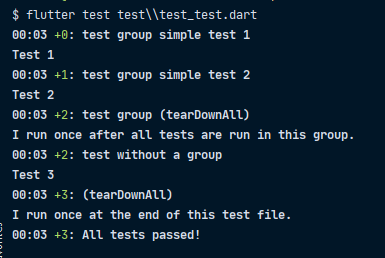 $ flutter test test\\test_test.dart
00:03 +0: test group simple test 1
Test 1
00:03 +1: test group simple test 2
Test 2
00:03 +2: test group (tearDownAll)
I run once after all tests are run in this group.
00:03 +2: test without a group
Test 3
00:03 +3: (tearDownAll)
I run once at the end of this test file.
00:03 +3: All tests passed!